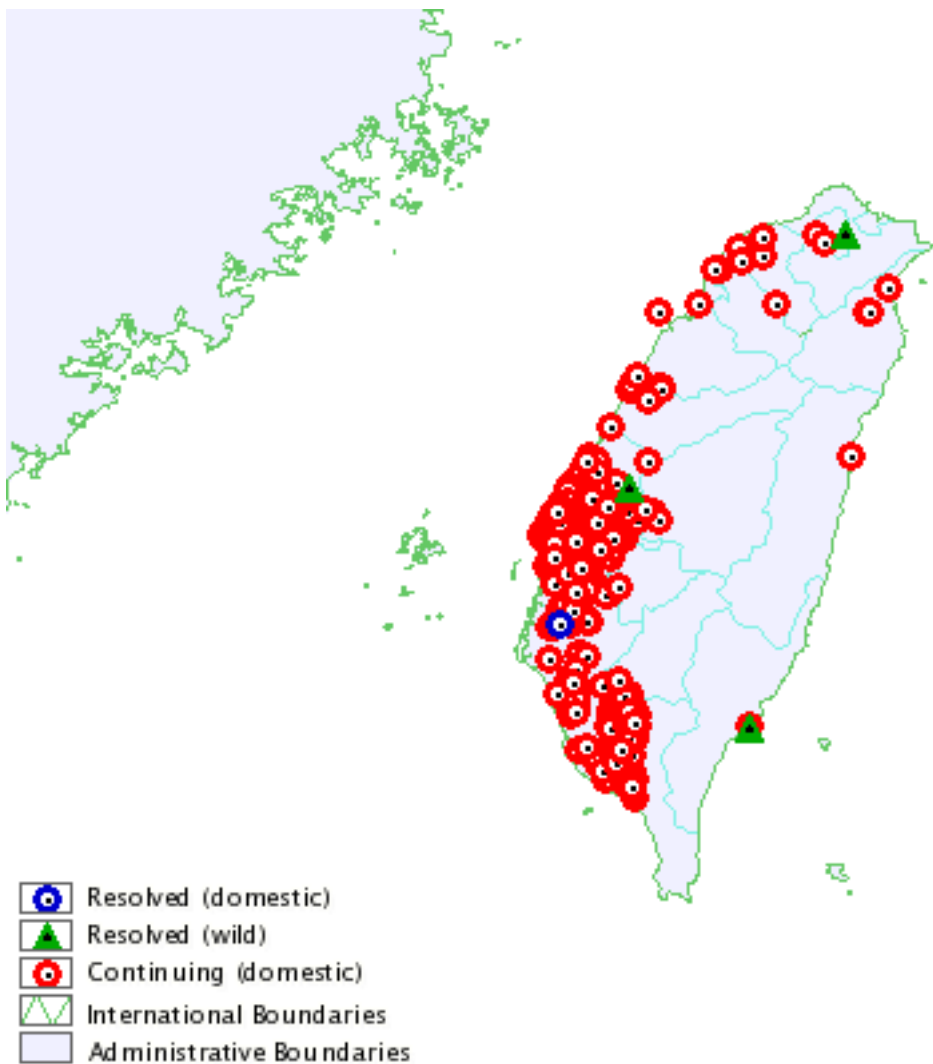 Resolved (domestic)
Resolved (wild)
Continuing (domestic)
International Boundaries
Administrative Boundaries